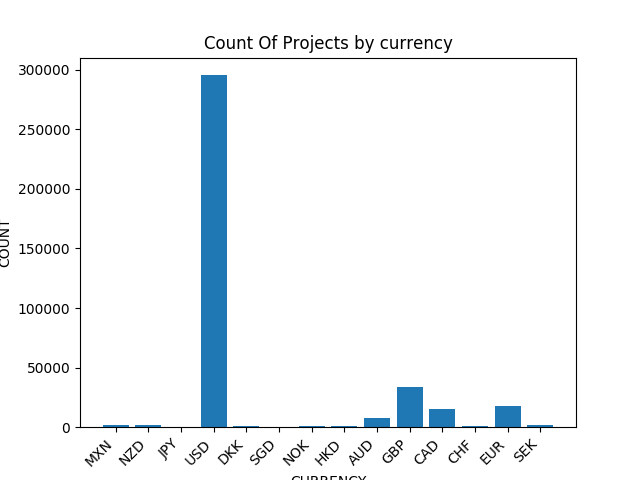 Count Of Projects by currency
300000
250000
200000
150000
100000
50000
0
COUNT
MXN NZD JPY USD DKK SGD NOK HKD AUD GBP CAD CHF EUR SEK
CURRENCY